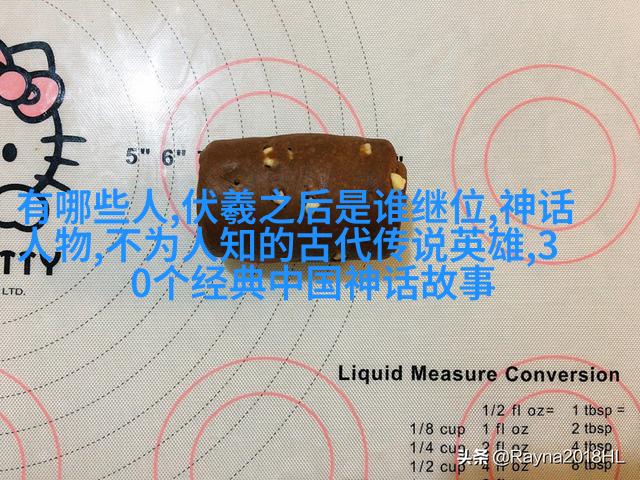 5" 6"
有哪些人,伏羲之后是谁继位,神话
人物,不为人知的古代传说英雄,3
0个经典中国神话故事
TTY
LTD.
Liquid Measure Conversion
1/2 fl oz= 1 tbsp =
1/8 cup 1 fl oz 2 tbsp
1/4 cup 2 fl oz 4 tbsp
1/2 cup 4 fl oz 8 tbsp
头条 @Rayna2018HL